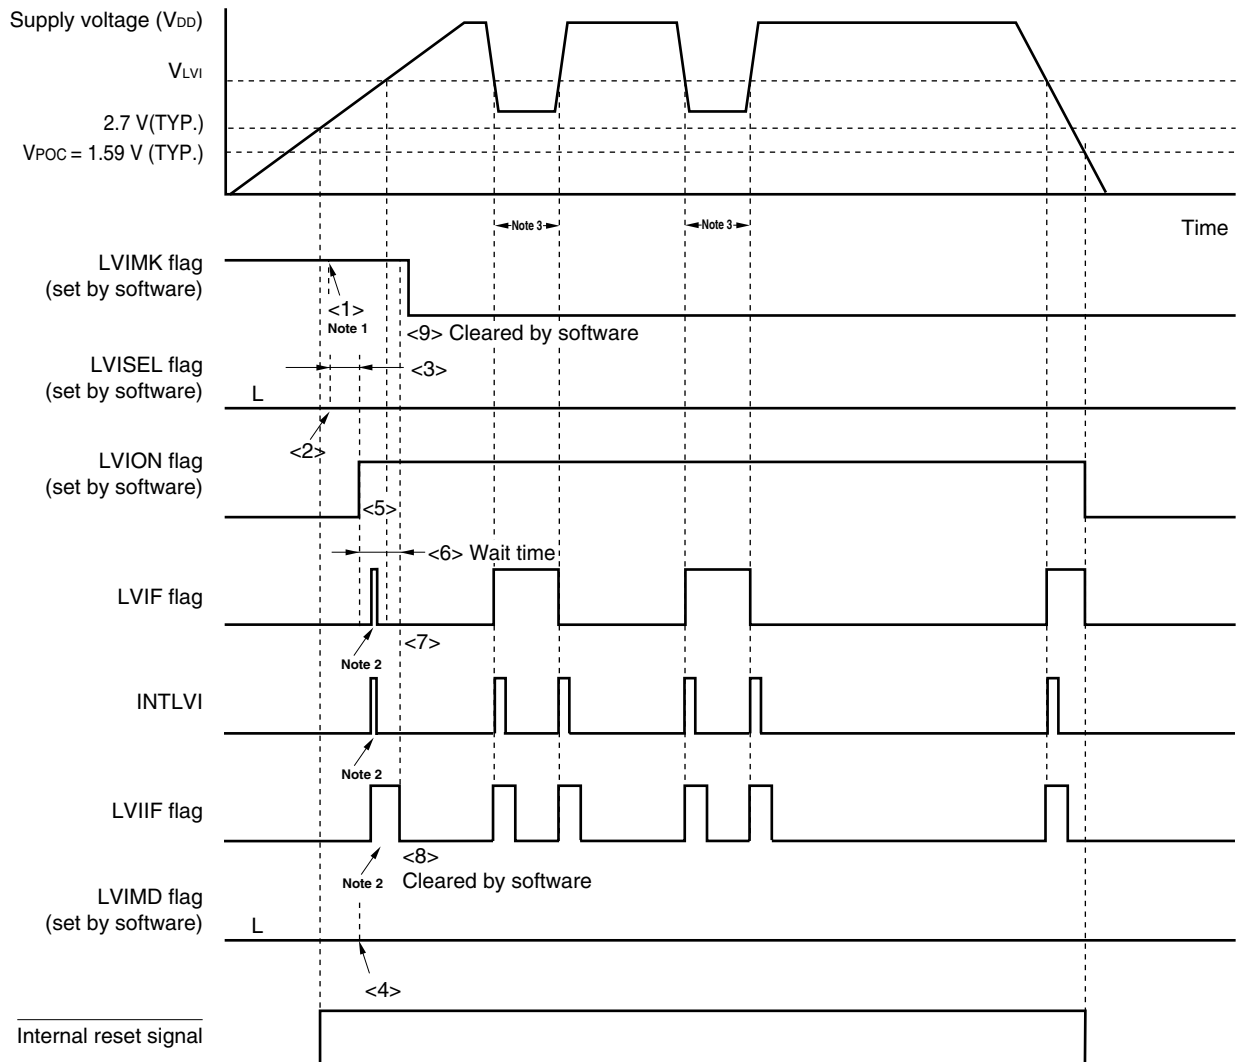 Supply voltage (VDD)
VLVI
2.7 V(TYP.)
VPOC = 1.59 V (TYP.)
Note 3
Note 3
Time
LVIMK flag
(set by software)
<1>
Note 1
<9> Cleared by software
LVISEL flag
(set by software)
L
<3>
<2>
LVION flag
(set by software)
<5>
<6> Wait time
LVIF flag
<7>
Note 2
INTLVI
Note 2
LVIIF flag
<8>
Cleared by software
Note 2
LVIMD flag
(set by software)
L
<4>
Internal reset signal